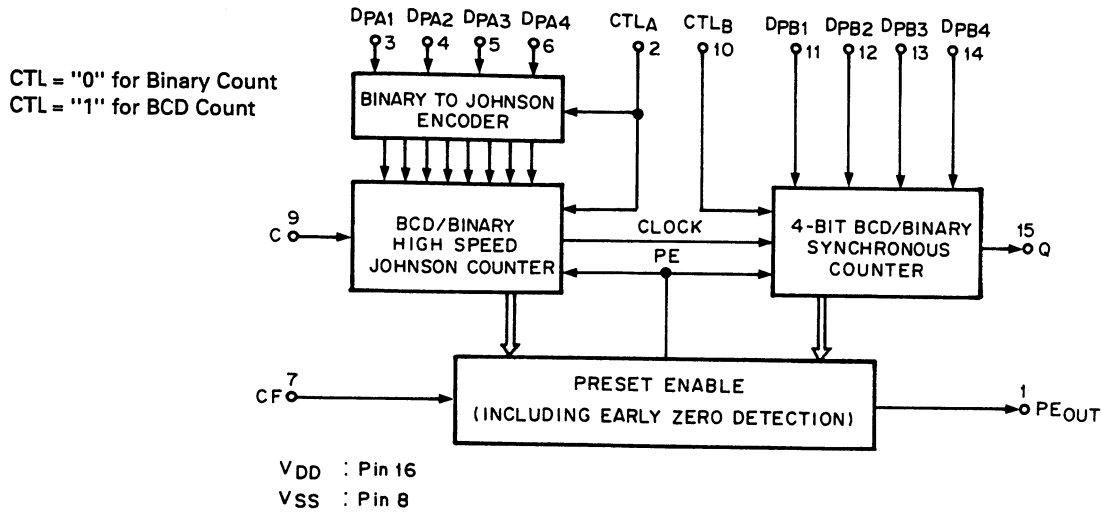 DPA1 DPA2 DPA3 DPA4 CTLA CTLB DPB1 DPB2 DPB3 DPB4
3 4 5 6 2 10 11 12 13 14
CTL = "0" for Binary Count
CTL = "1" for BCD Count
BINARY TO JOHNSON
ENCODER
9
C
BCD/BINARY
HIGH SPEED
JOHNSON COUNTER
CLOCK
PE
4-BIT BCD/BINARY
SYNCHRONOUS
COUNTER
15
Q
7
CF
PRESET ENABLE
(INCLUDING EARLY ZERO DETECTION)
1
PEOUT
VDD : Pin 16
VSS : Pin 8